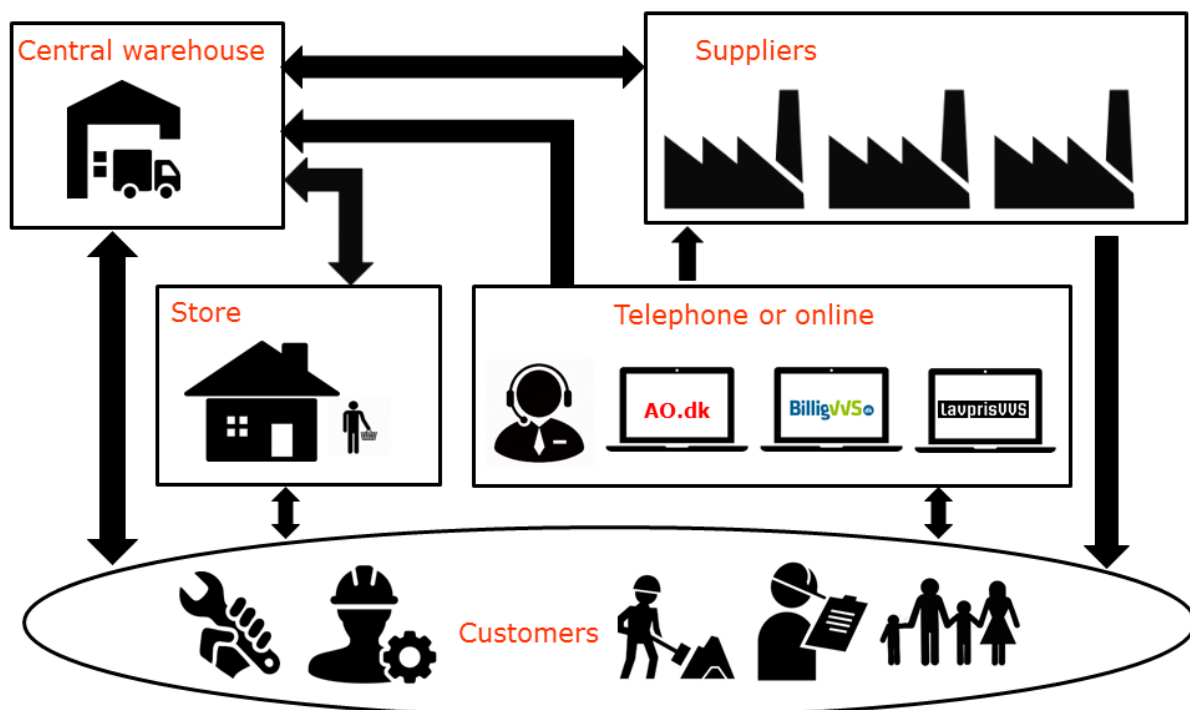 Central warehouse
Suppliers
Store
Telephone or online
AO.dk
BilligVVS
LavprisVVS
Customers